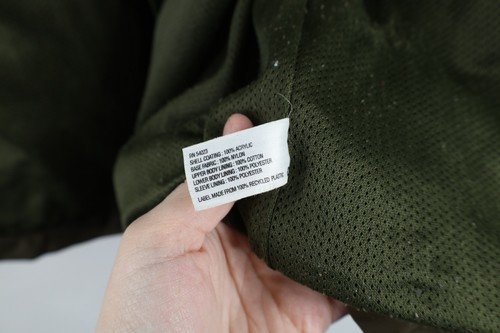 RN 54023
SHELL COATING : 100% ACRYLIC
BASE FABRIC : 100% NYLON
UPPER BODY LINING : 100% COTTON
LOWER BODY LINING : 100% POLYESTER
SLEEVE LINING : 100% POLYESTER
LABEL MADE FROM 100% RECYCLED PLASTIC